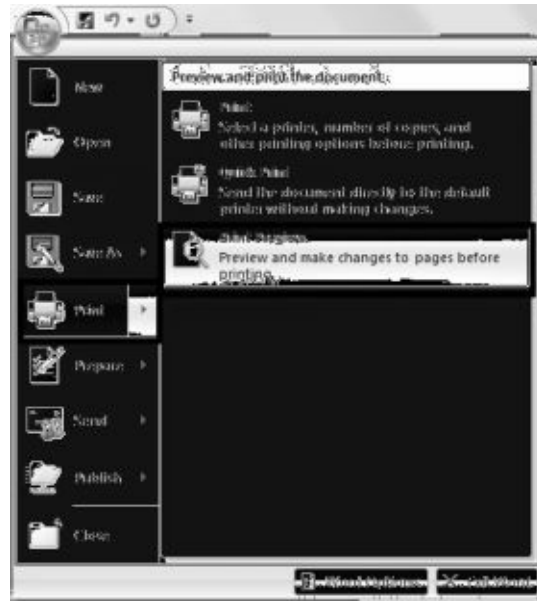 New
Open
Save
Save As
Print
Prepare
Send
Publish
Close
Preview and print the document
Print
Select a printer, number of copies, and
other printing options before printing.
Quick Print
Send the document directly to the default
printer without making changes.
Print Preview
Preview and make changes to pages before
printing.
Word Options
Exit Word